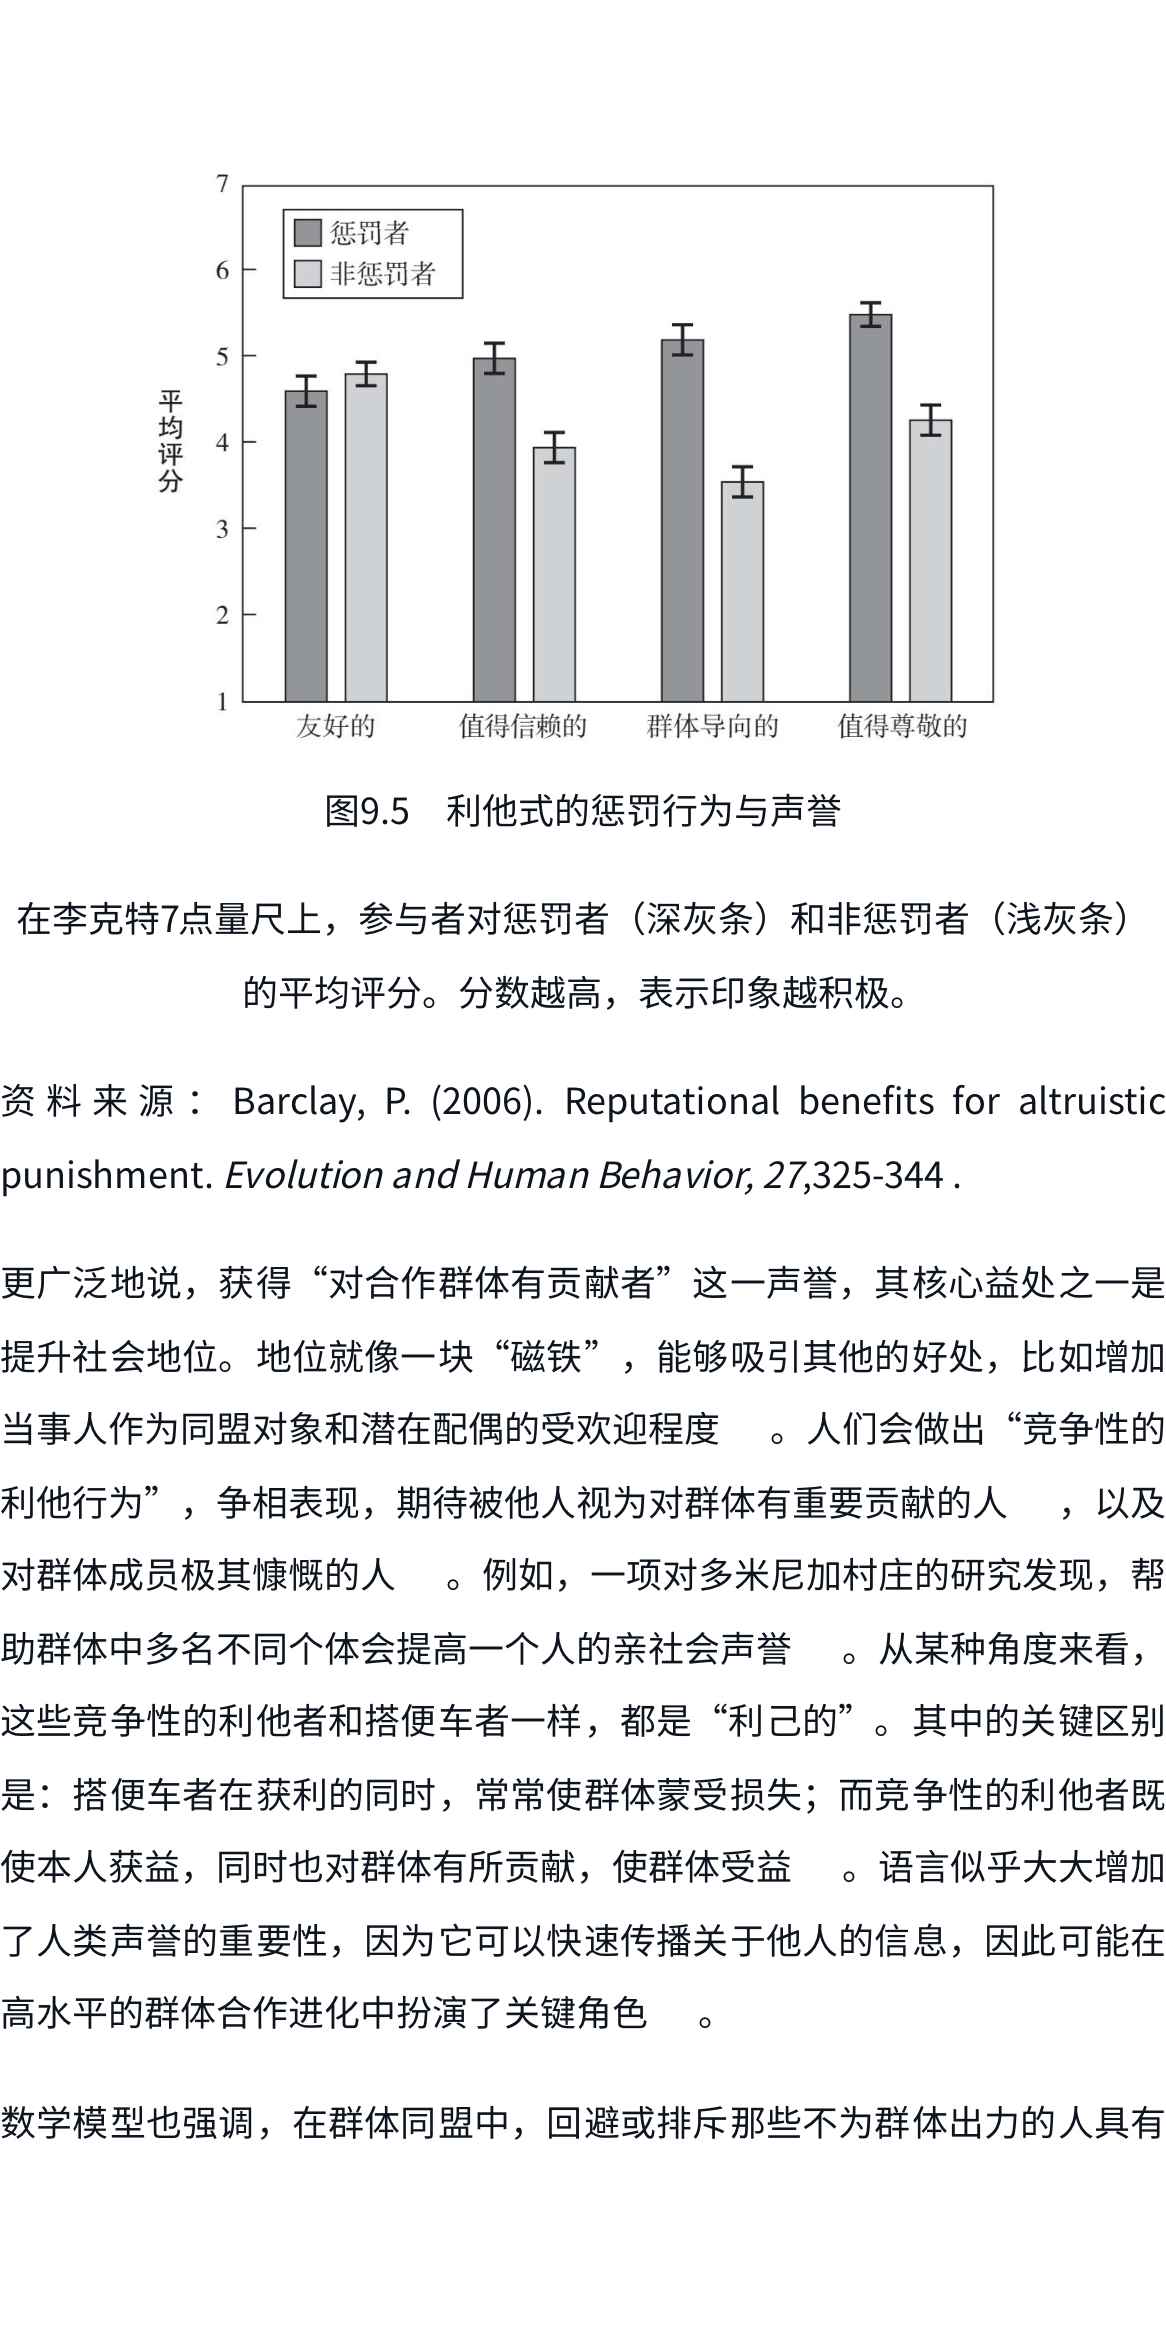 7
惩罚者
非惩罚者
6
5
平均评分
4
3
2
1
友好的 值得信赖的 群体导向的 值得尊敬的
图9.5 利他式的惩罚行为与声誉
在李克特7点量尺上，参与者对惩罚者（深灰条）和非惩罚者（浅灰条）
的平均评分。分数越高，表示印象越积极。
资料来源：Barclay, P. (2006). Reputational benefits for altruistic
punishment. Evolution and Human Behavior, 27,325-344 .
更广泛地说，获得“对合作群体有贡献者”这一声誉，其核心益处之一是
提升社会地位。地位就像一块“磁铁”，能够吸引其他的好处，比如增加
当事人作为同盟对象和潜在配偶的受欢迎程度 。人们会做出“竞争性的
利他行为”，争相表现，期待被他人视为对群体有重要贡献的人 ，以及
对群体成员极其慷慨的人 。例如，一项对多米尼加村庄的研究发现，帮
助群体中多名不同个体会提高一个人的亲社会声誉 。从某种角度来看，
这些竞争性的利他者和搭便车者一样，都是“利己的”。其中的关键区别
是：搭便车者在获利的同时，常常使群体蒙受损失；而竞争性的利他者既
使本人获益，同时也对群体有所贡献，使群体受益 。语言似乎大大增加
了人类声誉的重要性，因为它可以快速传播关于他人的信息，因此可能在
高水平的群体合作进化中扮演了关键角色 。
数学模型也强调，在群体同盟中，回避或排斥那些不为群体出力的人具有